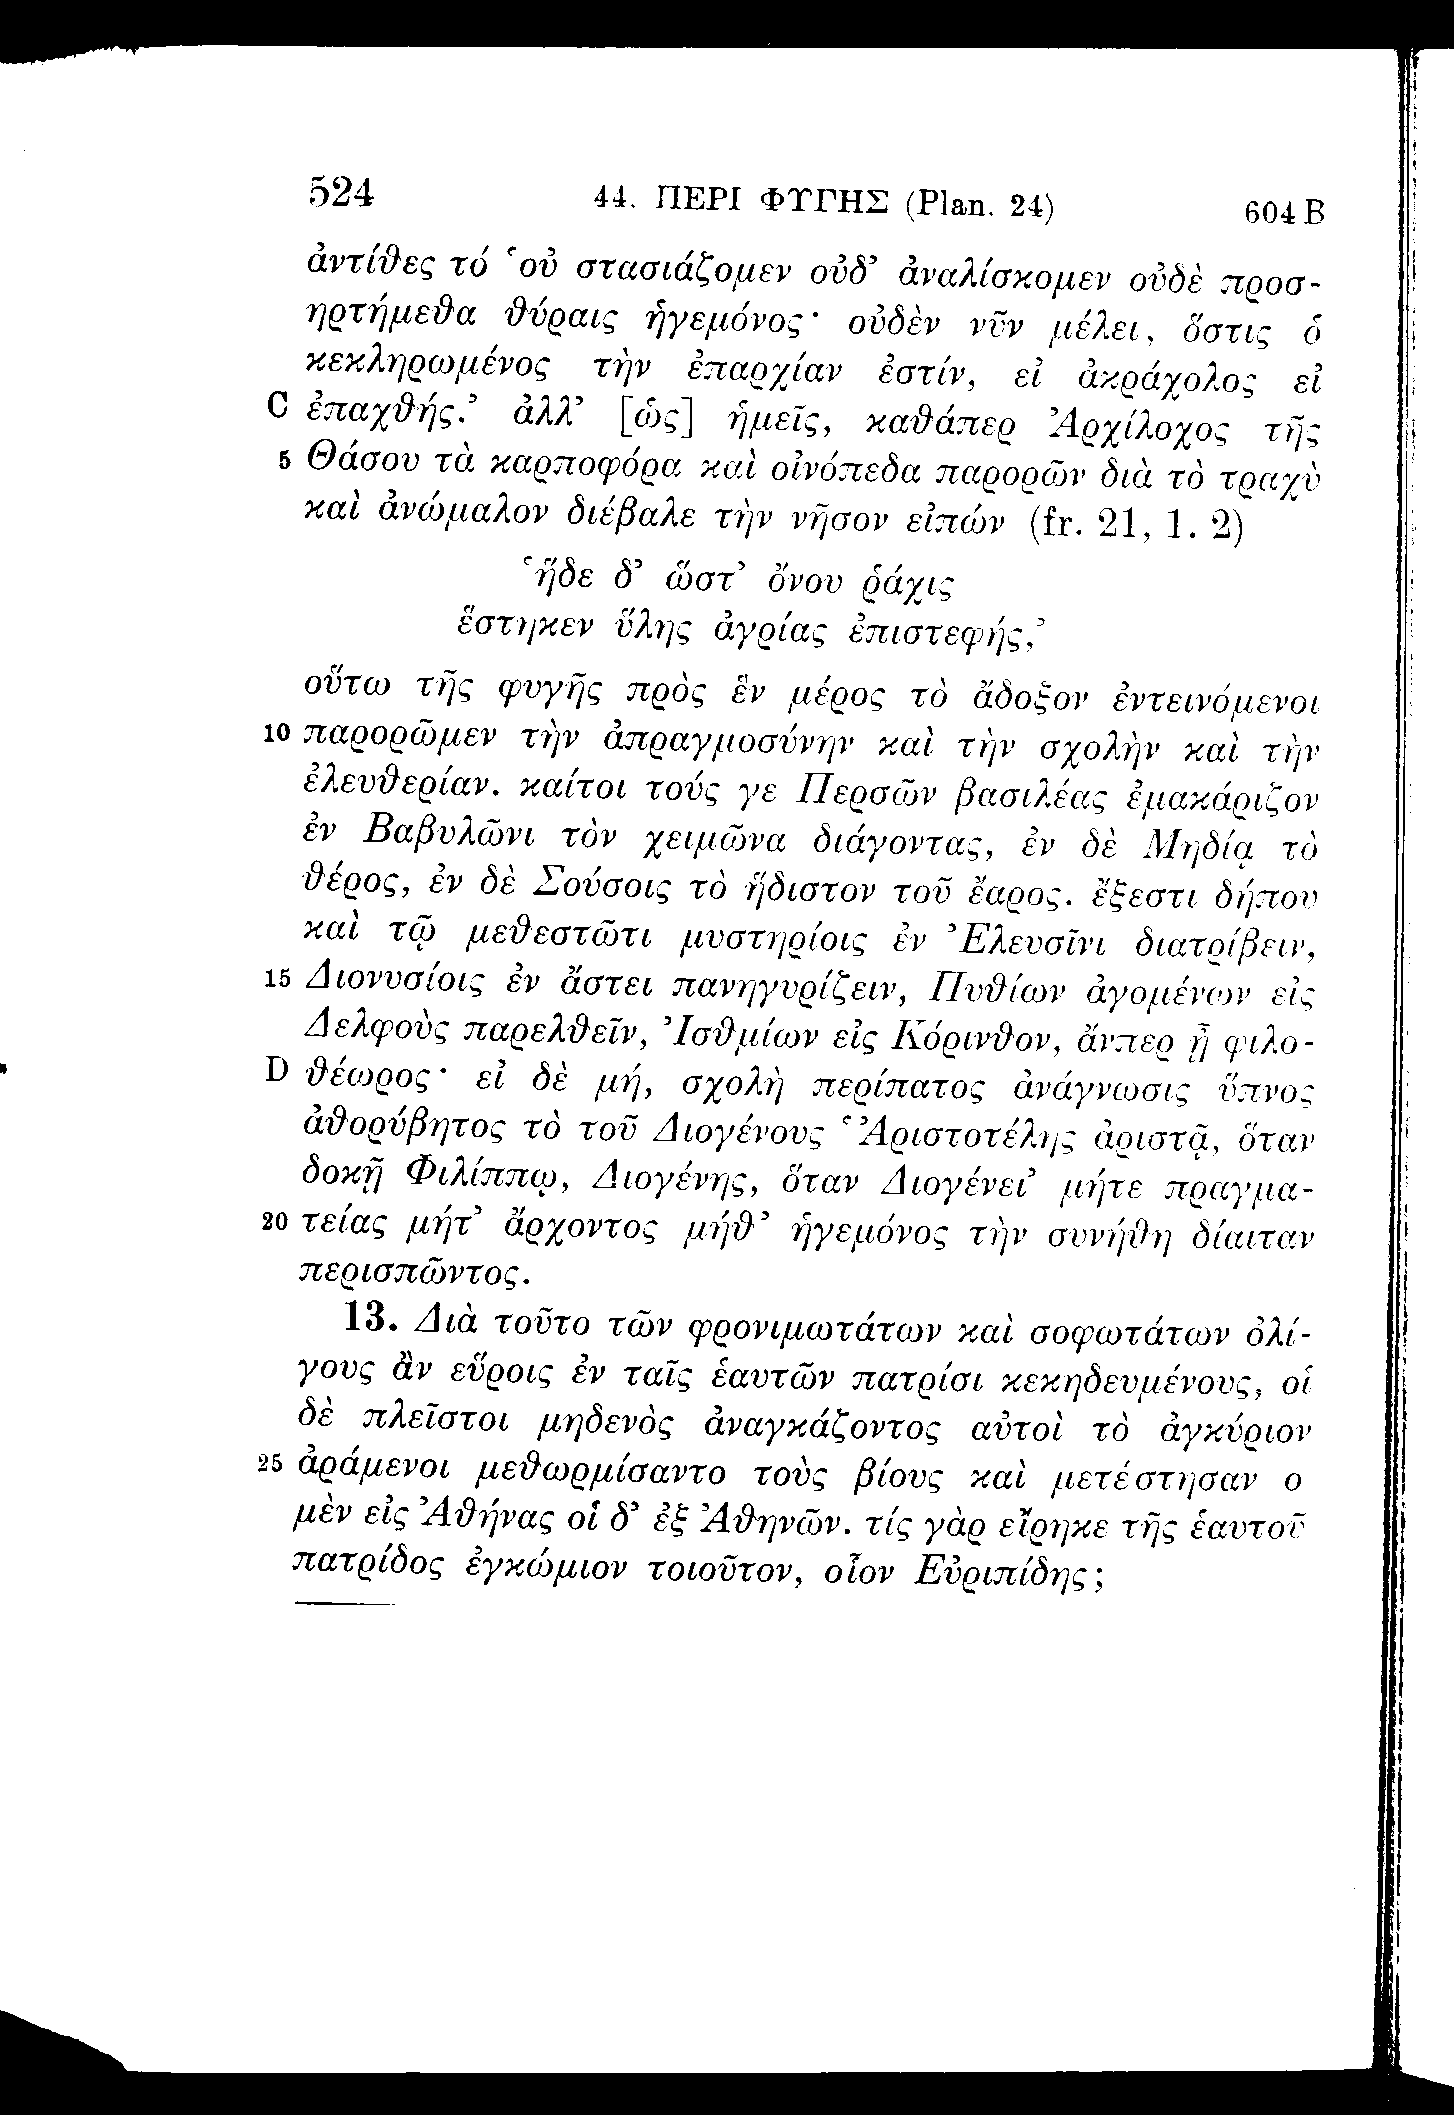 524 44. ΠΕΡΙ ΦΥΓΗΣ (Plan. 24) 604 B
ἀντίθες τό ‘οὐ στασιάζομεν οὐδ’ ἀναλίσκομεν οὐδὲ προσ-
ηρτήμεθα θύραις ἡγεμόνος· οὐδὲν νῦν μέλει, ὅστις ὁ
κεκληρωμένος τὴν ἐπαρχίαν ἐστίν, εἰ ἀκράχολος εἰ
C ἐπαχθής.’ ἀλλ’ [ὡς] ἡμεῖς, καθάπερ Ἀρχίλοχος τῆς
5 Θάσου τὰ καρποφόρα καὶ οἰνόπεδα παρορῶν διὰ τὸ τραχὺ
καὶ ἀνώμαλον διέβαλε τὴν νῆσον εἰπών (fr. 21, 1. 2)
‘ἥδε δ’ ὥστ’ ὄνου ῥάχις
ἕστηκεν ὕλης ἀγρίας ἐπιστεφής,’
οὕτω τῆς φυγῆς πρὸς ἓν μέρος τὸ ἄδοξον ἐντεινόμενοι
10 παρορῶμεν τὴν ἀπραγμοσύνην καὶ τὴν σχολὴν καὶ τὴν
ἐλευθερίαν. καίτοι τούς γε Περσῶν βασιλέας ἐμακάριζον
ἐν Βαβυλῶνι τὸν χειμῶνα διάγοντας, ἐν δὲ Μηδίᾳ τὸ
θέρος, ἐν δὲ Σούσοις τὸ ἥδιστον τοῦ ἔαρος. ἔξεστι δήπου
καὶ τῷ μεθεστῶτι μυστηρίοις ἐν Ἐλευσῖνι διατρίβειν,
15 Διονυσίοις ἐν ἄστει πανηγυρίζειν, Πυθίων ἀγομένων εἰς
Δελφοὺς παρελθεῖν, Ἰσθμίων εἰς Κόρινθον, ἄνπερ ᾖ φιλο-
D θέωρος· εἰ δὲ μή, σχολὴ περίπατος ἀνάγνωσις ὕπνος
ἀθορύβητος τὸ τοῦ Διογένους ‘Ἀριστοτέλης ἀριστᾷ, ὅταν
δοκῇ Φιλίππῳ, Διογένης, ὅταν Διογένει’ μήτε πραγμα-
20 τείας μήτ’ ἄρχοντος μήθ’ ἡγεμόνος τὴν συνήθη δίαιταν
περισπῶντος.
13. Διὰ τοῦτο τῶν φρονιμωτάτων καὶ σοφωτάτων ὀλί-
γους ἂν εὕροις ἐν ταῖς ἑαυτῶν πατρίσι κεκηδευμένους, οἱ
δὲ πλεῖστοι μηδενὸς ἀναγκάζοντος αὐτοὶ τὸ ἀγκύριον
25 ἀράμενοι μεθωρμίσαντο τοὺς βίους καὶ μετέστησαν ο
μὲν εἰς Ἀθήνας οἱ δ’ ἐξ Ἀθηνῶν. τίς γὰρ εἴρηκε τῆς ἑαυτοῦ
πατρίδος ἐγκώμιον τοιοῦτον, οἷον Εὐριπίδης;